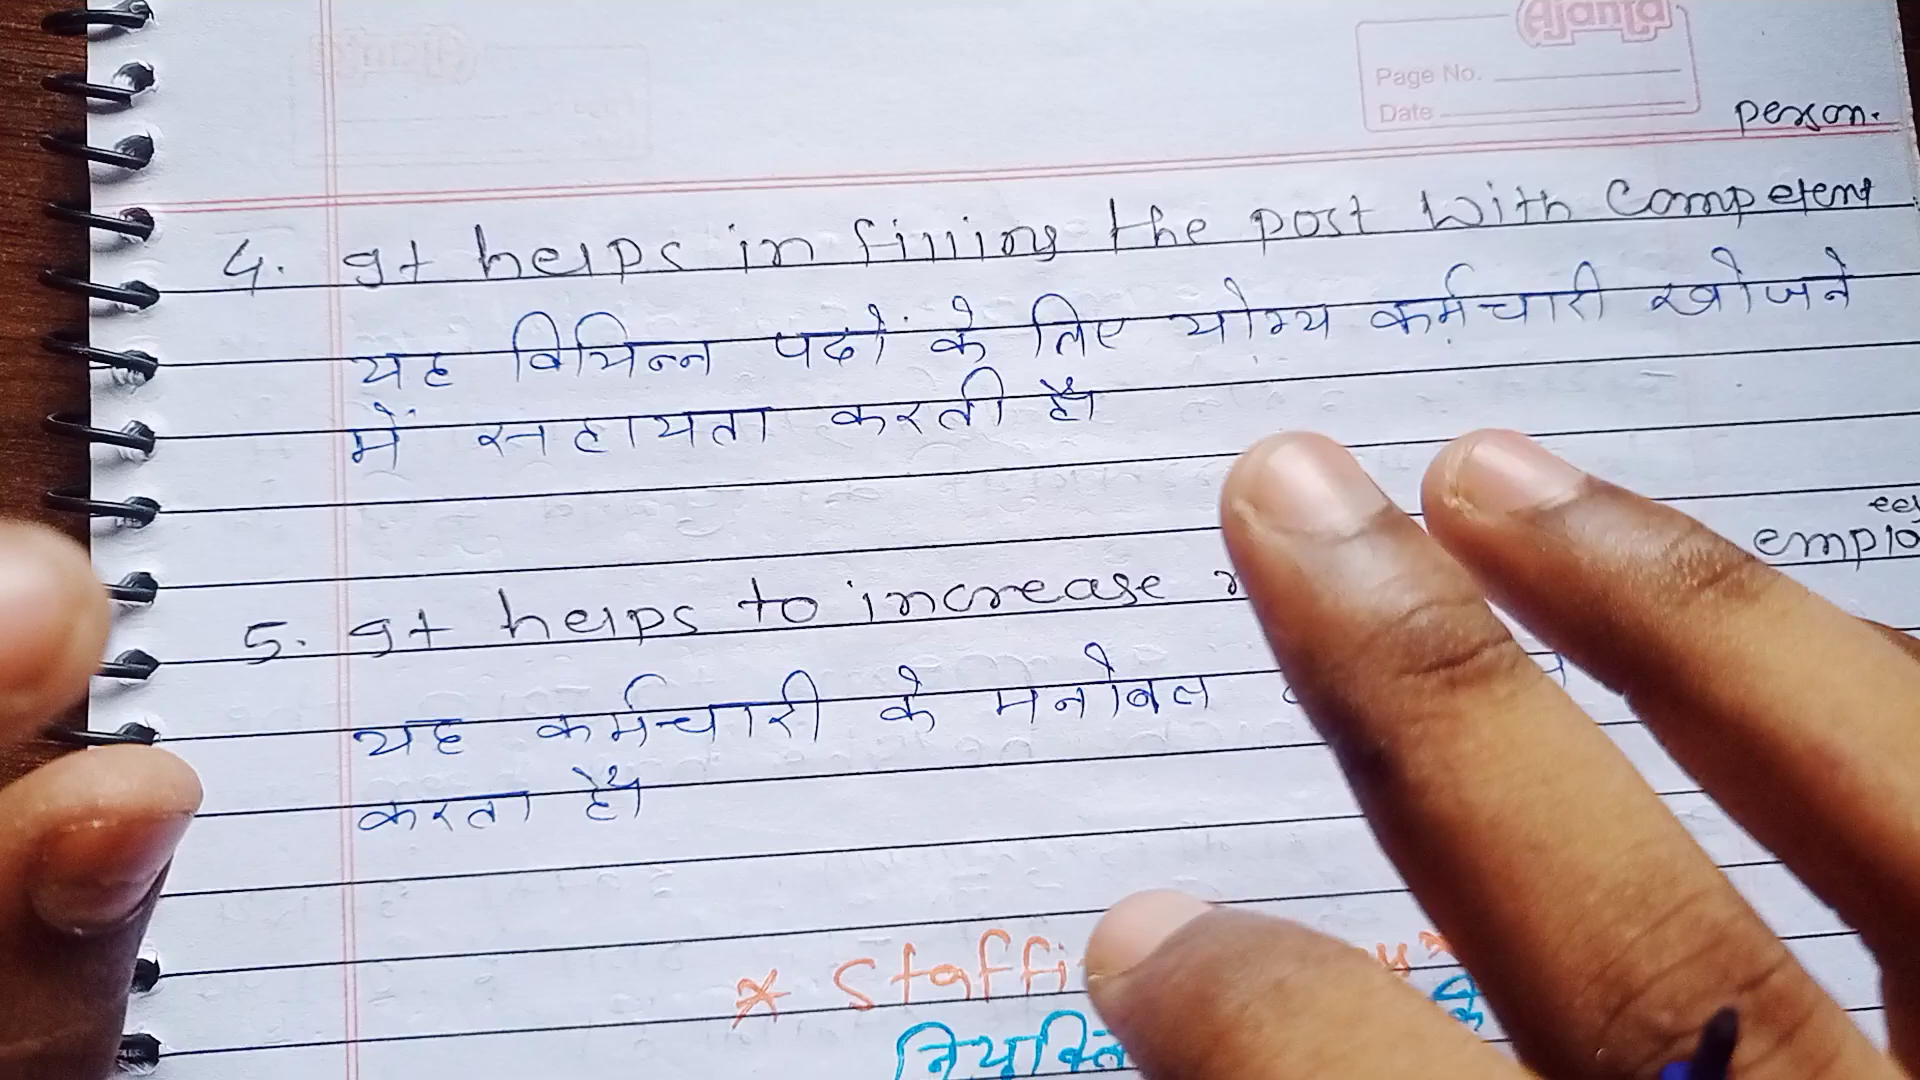 Ajanta
Page No.
Date
person.
4. It helps in filling the post with competent
यह विभिन्न पदों के लिए योग्य कर्मचारी खोजने
में सहायता करती है।
5. It helps to increase
यह कर्मचारी के मनोबल
करता है।
* Staffi